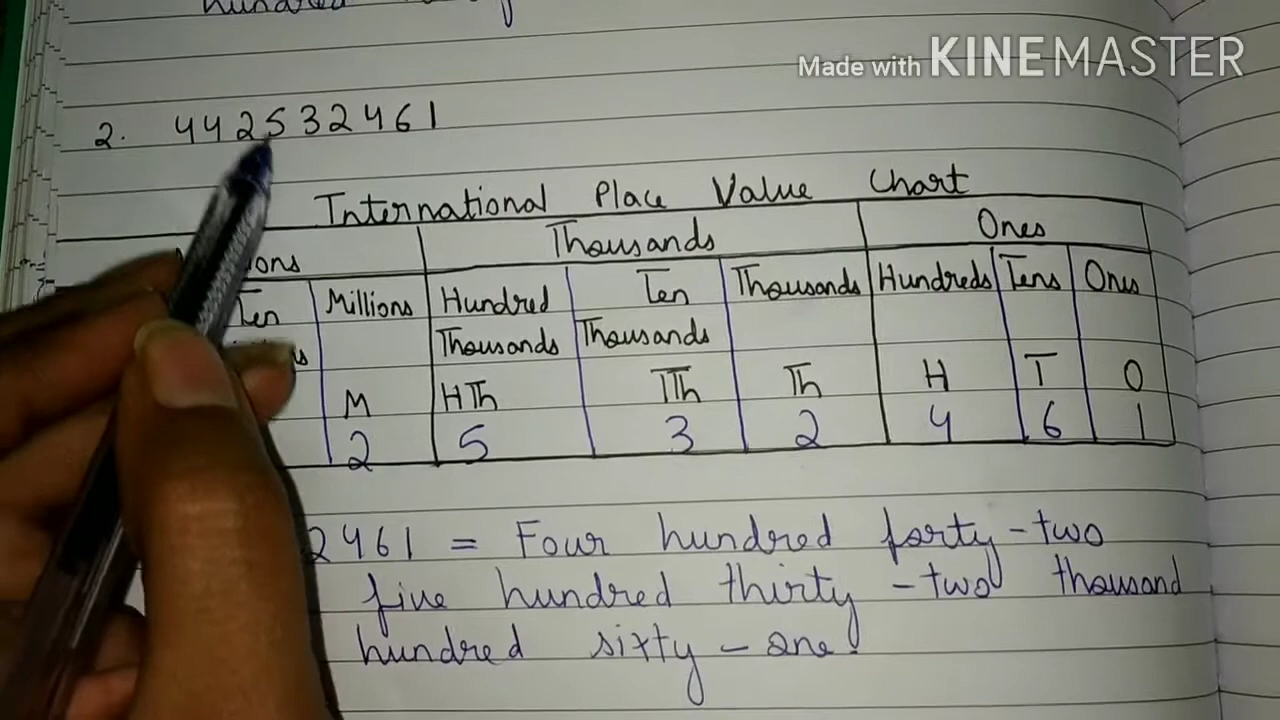 hundred
Made with KINEMASTER
2. 442532461
International Place Value Chart
Thousands Ones
Ten Millions Hundred Ten Thousands Hundreds Tens Ones
Thousands Thousands
M HTh TTh Th H T O
2 5 3 2 4 6 1
2461 = Four hundred forty-two
five hundred thirty-two thousand
hundred sixty-one.